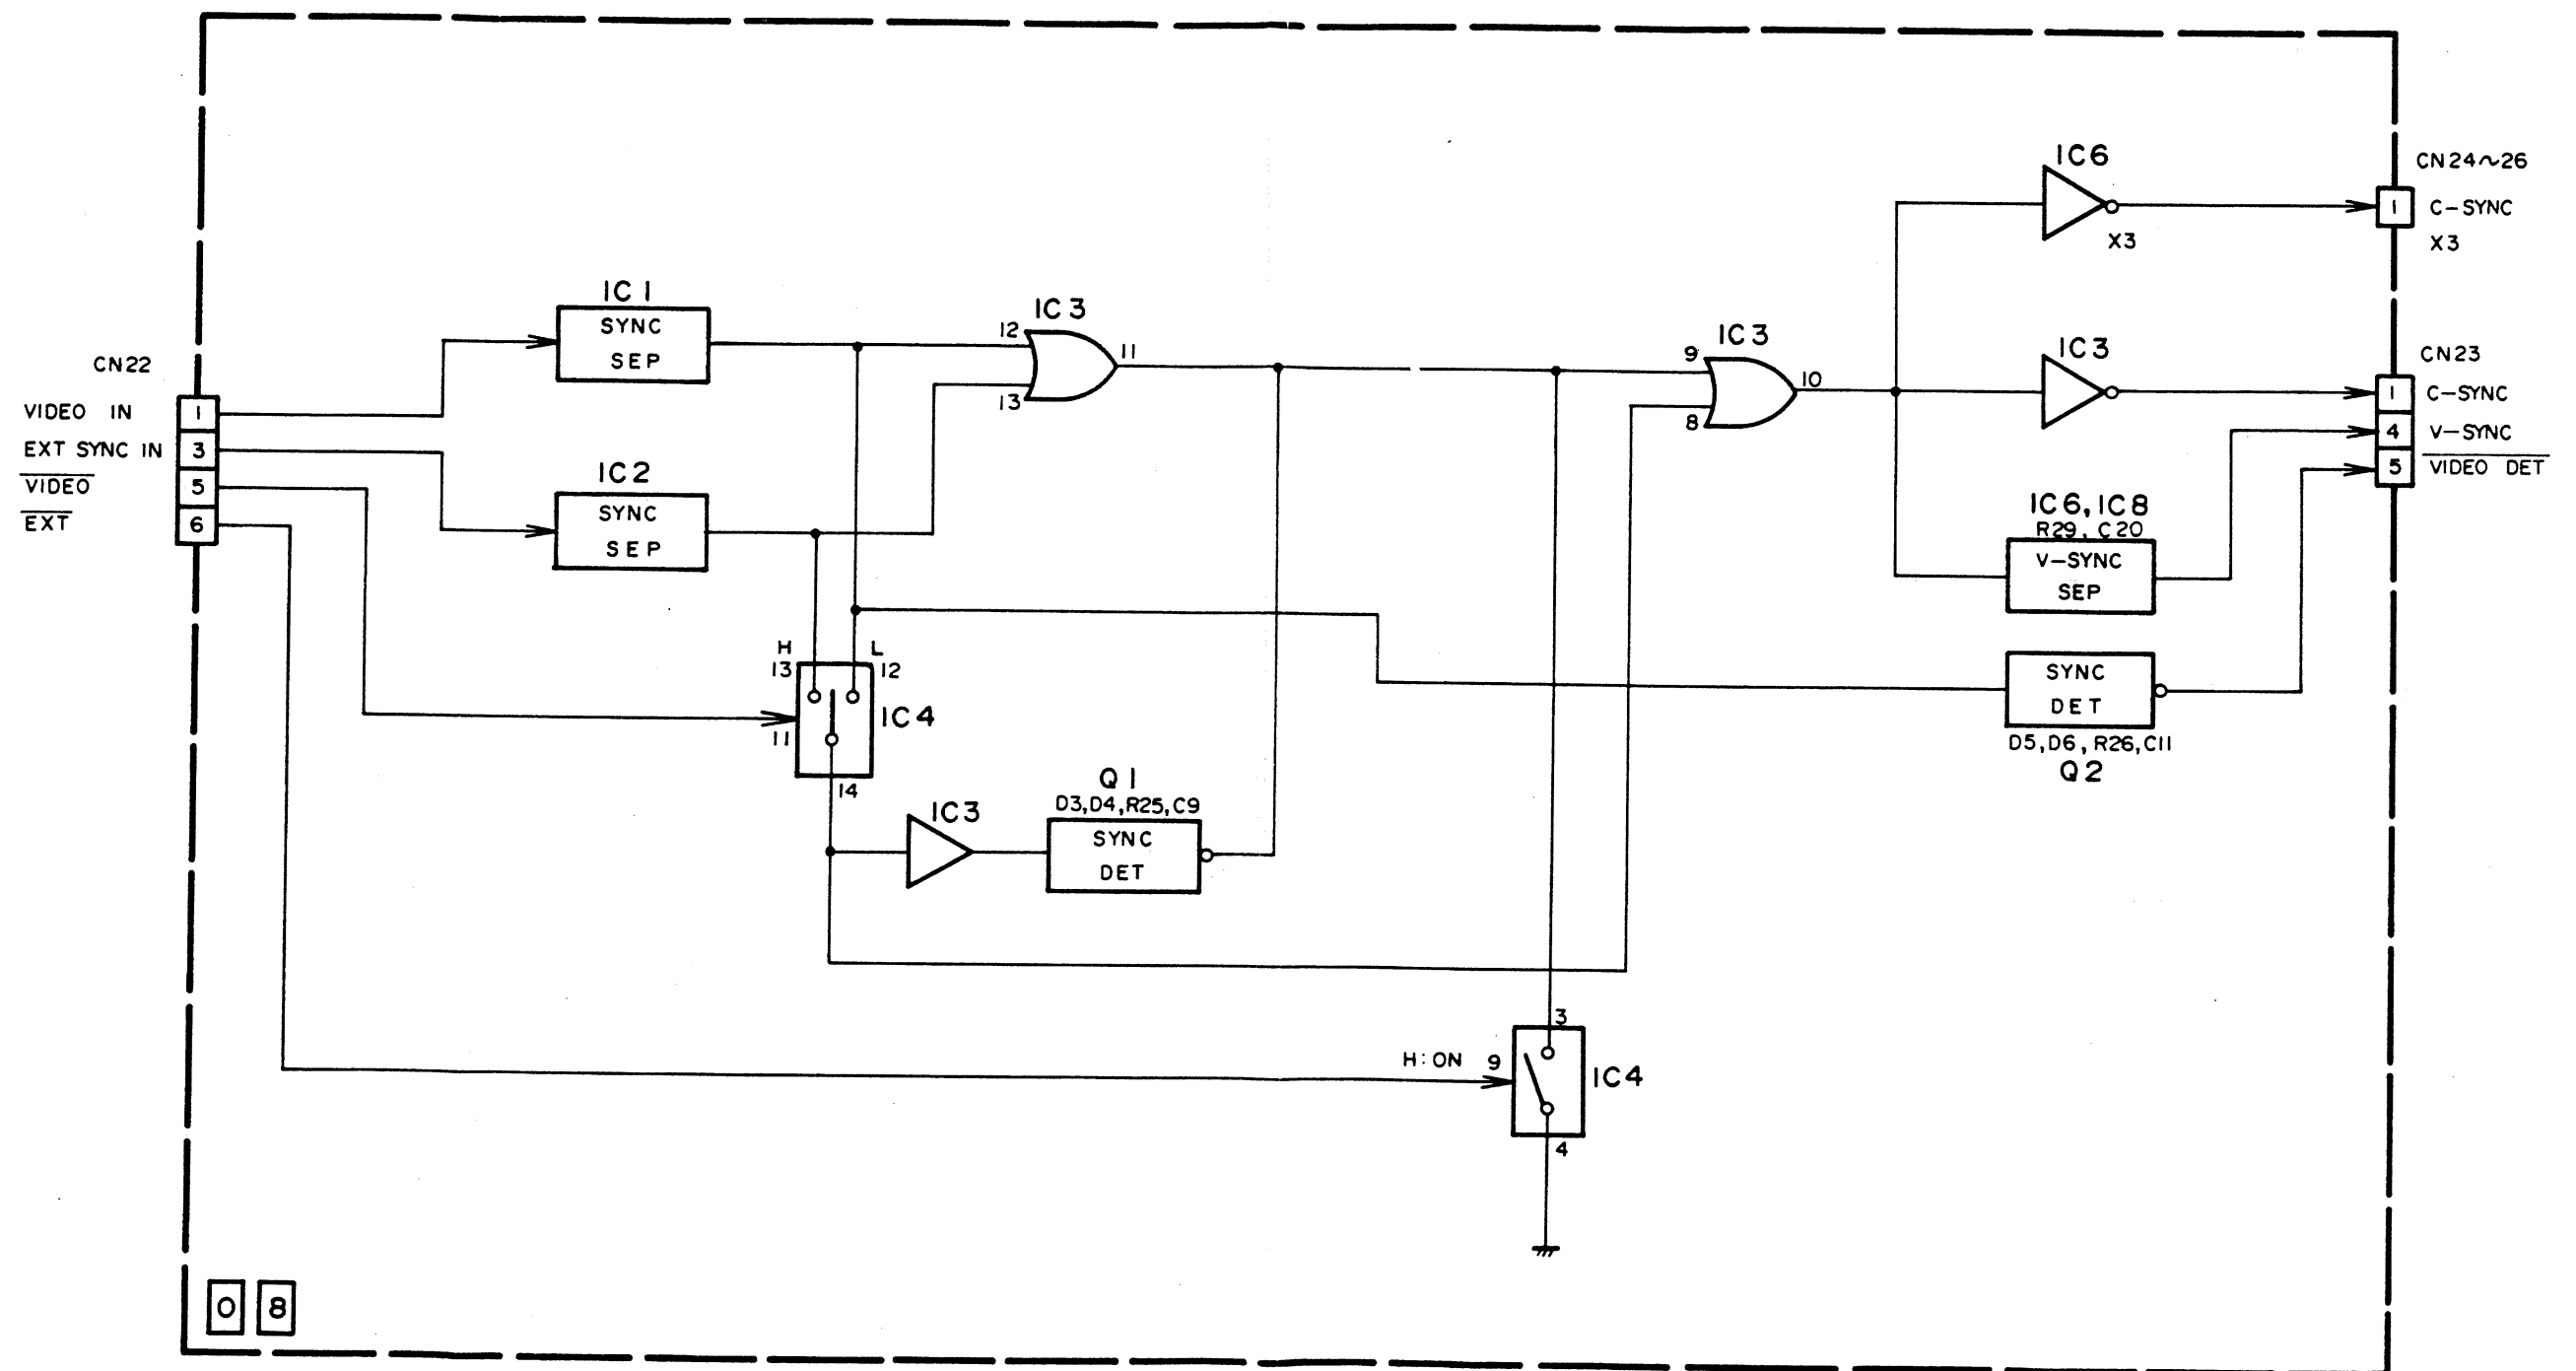 IC6
CN24~26
1
C-SYNC
X3
X3
IC1
SYNC
SEP
IC3
12
11
13
IC3
9
10
8
IC3
CN23
1
C-SYNC
4
V-SYNC
5
VIDEO DET
CN22
VIDEO IN
1
EXT SYNC IN
3
VIDEO
5
EXT
6
IC2
SYNC
SEP
IC6, IC8
R29, C20
V-SYNC
SEP
H
L
13
12
IC4
11
14
SYNC
DET
D5,D6, R26,C11
Q2
Q1
D3,D4,R25,C9
IC3
SYNC
DET
3
H:ON
9
IC4
4
0 8